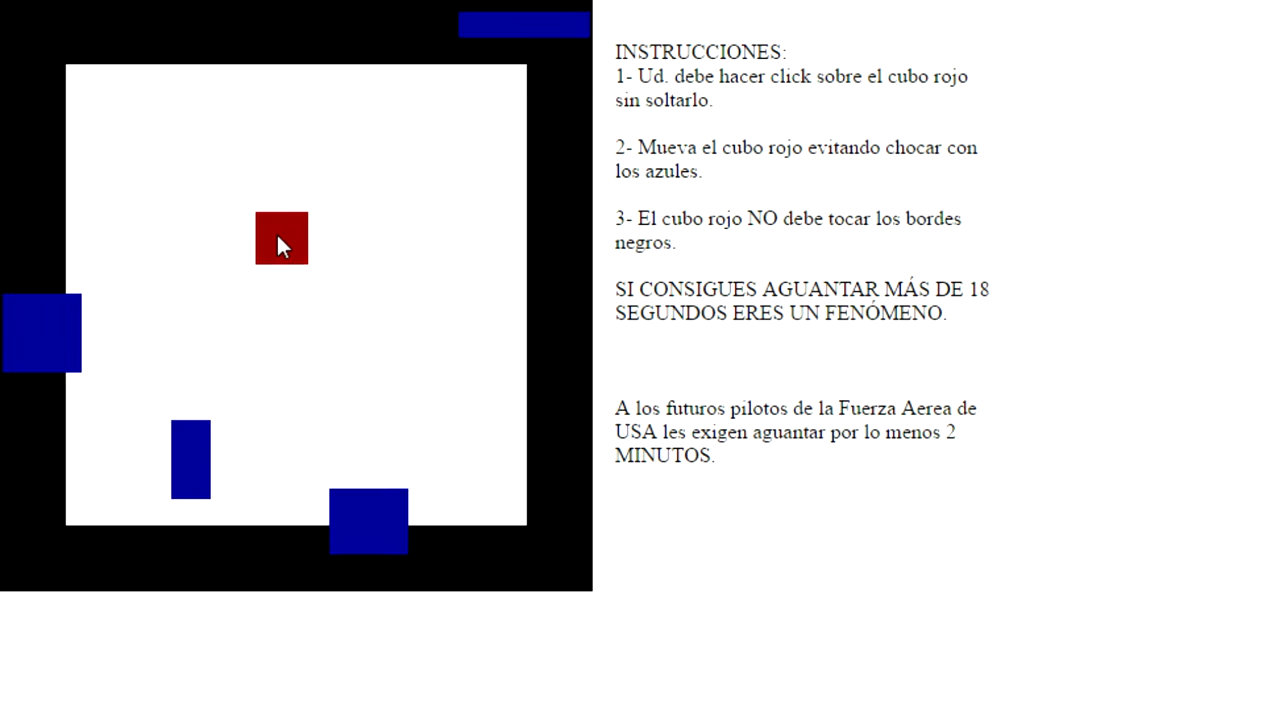 INSTRUCCIONES:
1- Ud. debe hacer click sobre el cubo rojo
sin soltarlo.
2- Mueva el cubo rojo evitando chocar con
los azules.
3- El cubo rojo NO debe tocar los bordes
negros.
SI CONSIGUES AGUANTAR MÁS DE 18
SEGUNDOS ERES UN FENÓMENO.
A los futuros pilotos de la Fuerza Aerea de
USA les exigen aguantar por lo menos 2
MINUTOS.